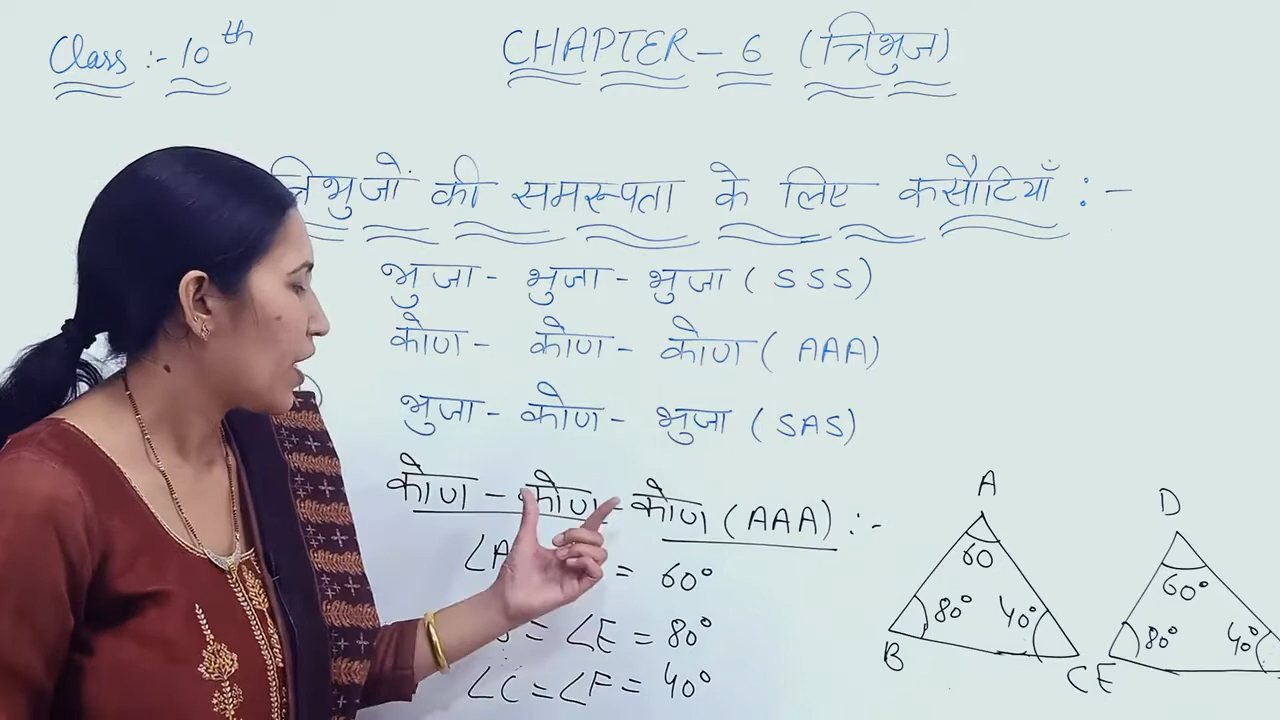 Class :- 10th
CHAPTER - 6 (त्रिभुज)
त्रिभुजों की समरूपता के लिए कसौटियाँ :-
भुजा - भुजा - भुजा ( SSS)
कोण - कोण - कोण ( AAA)
भुजा - कोण - भुजा ( SAS)
कोण - कोण - कोण (AAA) :-
= 60°
= ∠E = 80°
∠C = ∠F = 40°
A
60
80° 40°
B C
D
60°
80° 40
E